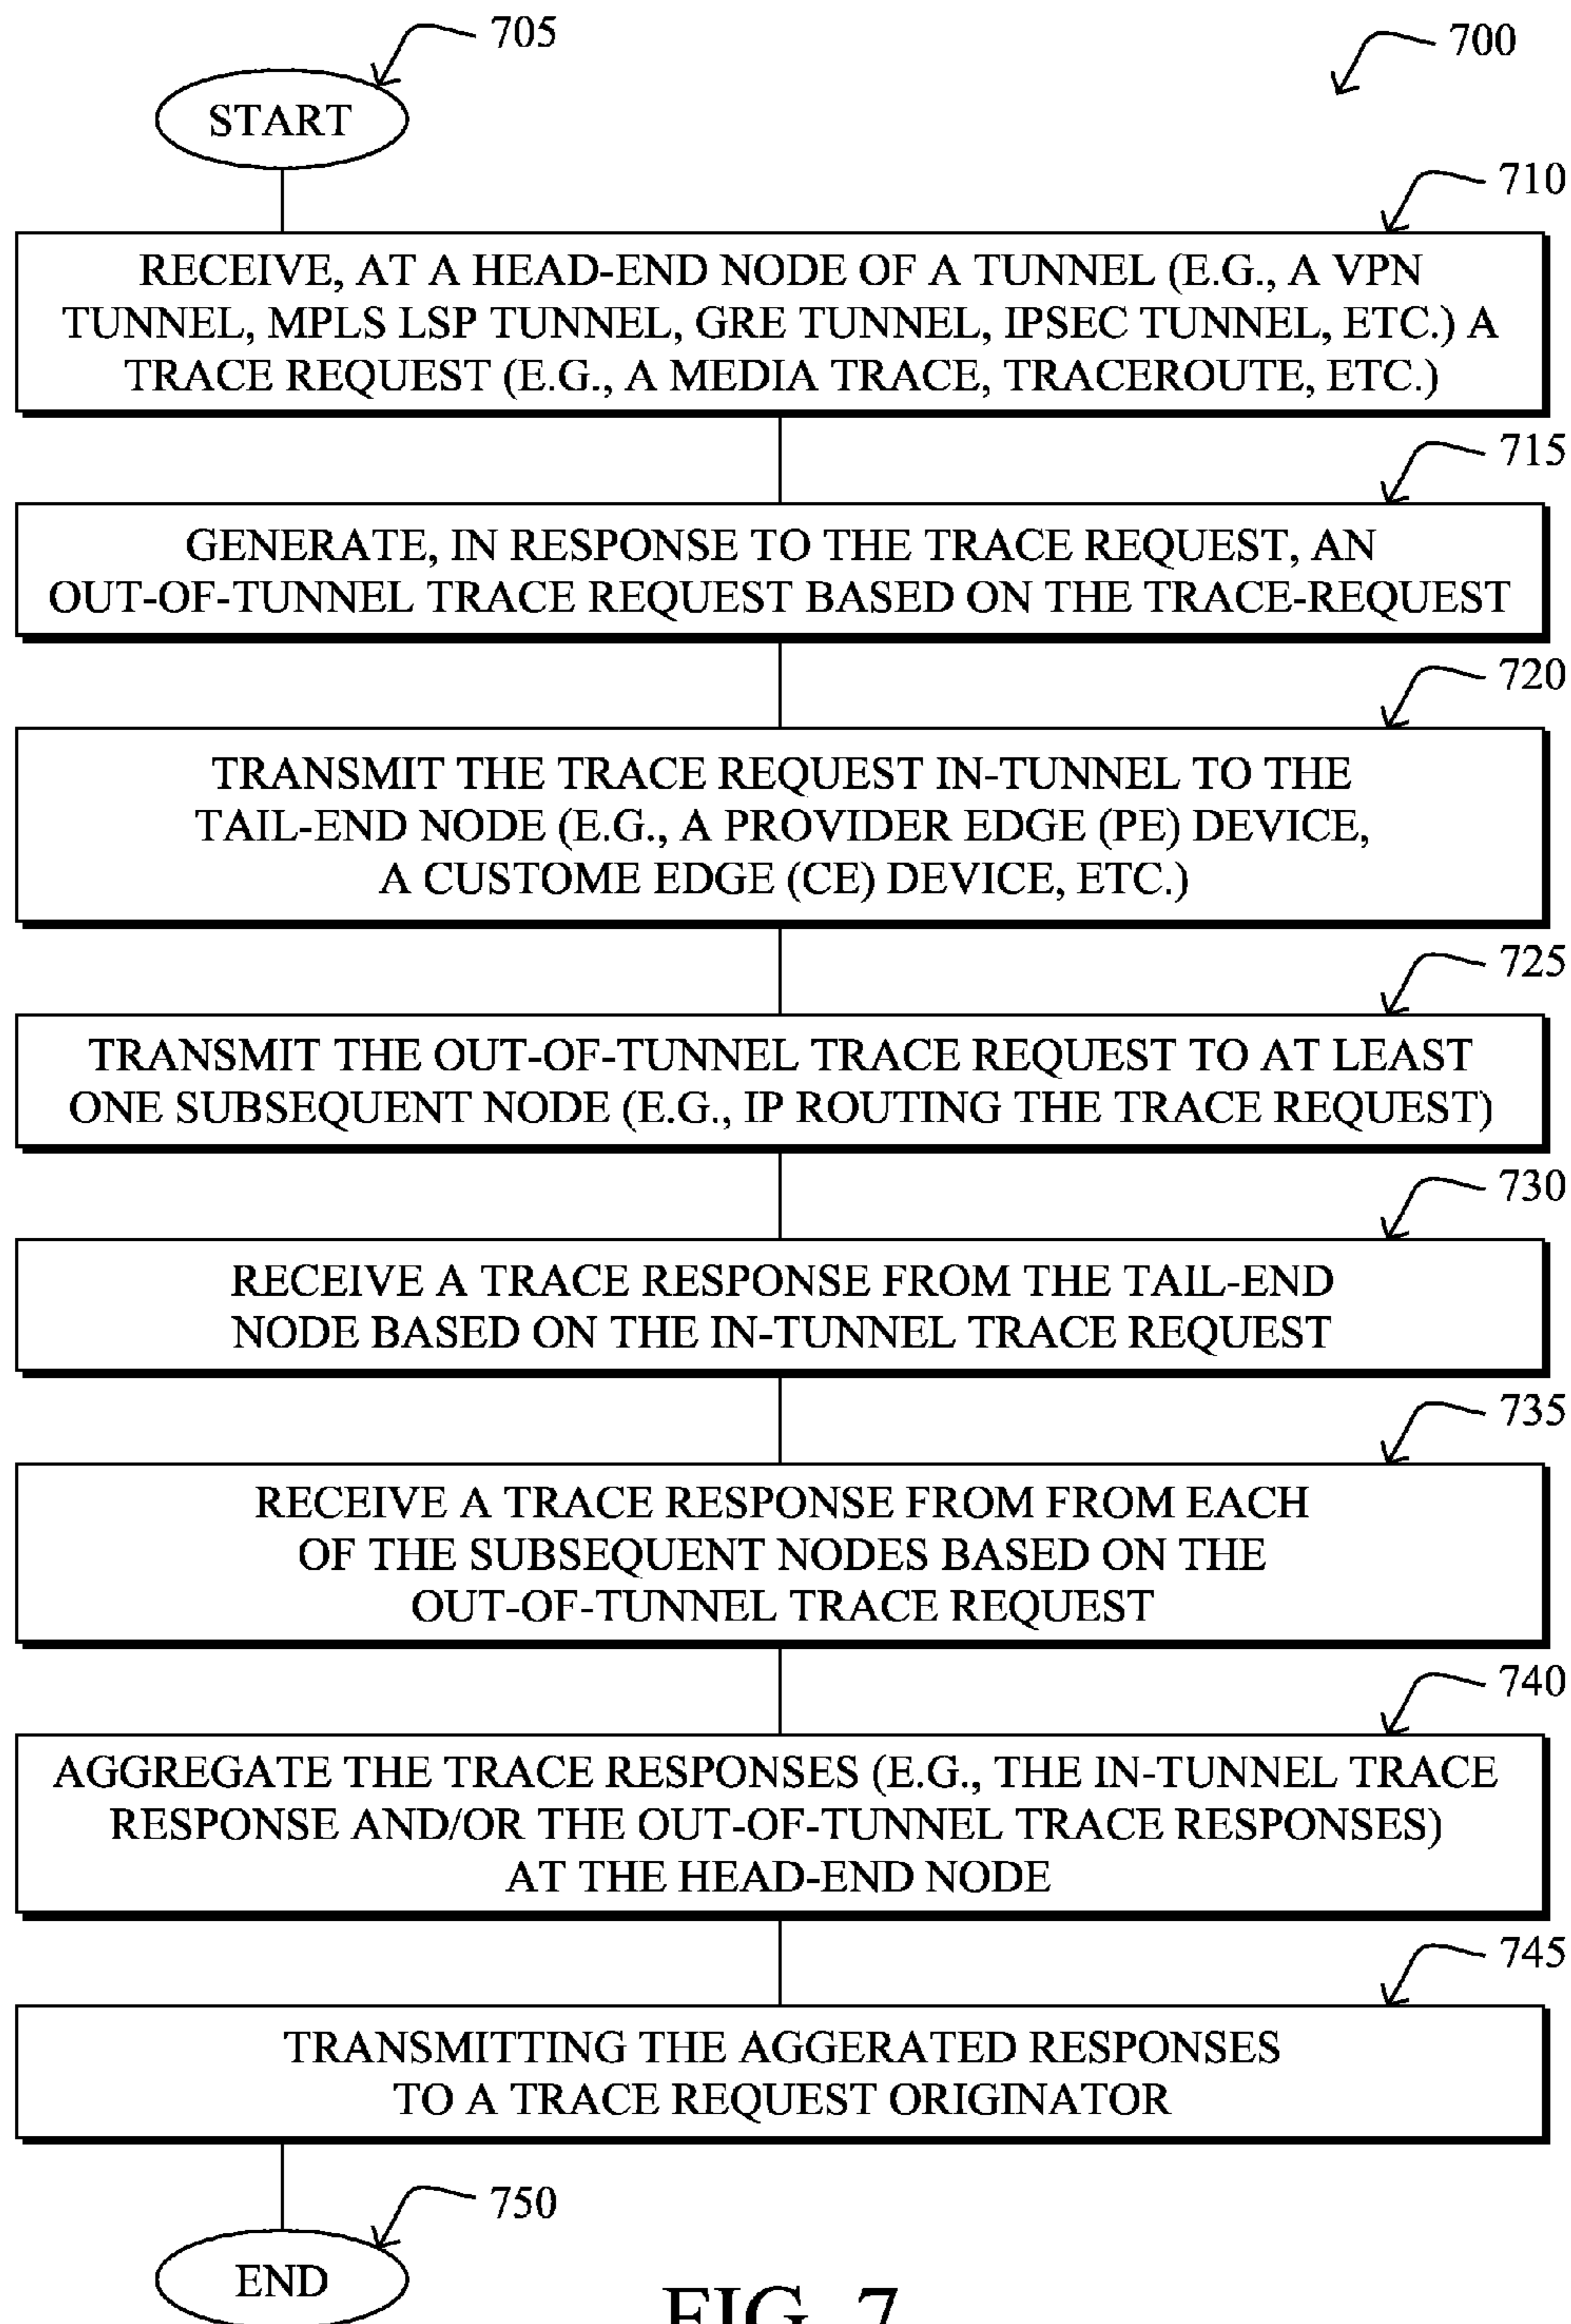 705
700
START
710
RECEIVE, AT A HEAD-END NODE OF A TUNNEL (E.G., A VPN
TUNNEL, MPLS LSP TUNNEL, GRE TUNNEL, IPSEC TUNNEL, ETC.) A
TRACE REQUEST (E.G., A MEDIA TRACE, TRACEROUTE, ETC.)
715
GENERATE, IN RESPONSE TO THE TRACE REQUEST, AN
OUT-OF-TUNNEL TRACE REQUEST BASED ON THE TRACE-REQUEST
720
TRANSMIT THE TRACE REQUEST IN-TUNNEL TO THE
TAIL-END NODE (E.G., A PROVIDER EDGE (PE) DEVICE,
A CUSTOME EDGE (CE) DEVICE, ETC.)
725
TRANSMIT THE OUT-OF-TUNNEL TRACE REQUEST TO AT LEAST
ONE SUBSEQUENT NODE (E.G., IP ROUTING THE TRACE REQUEST)
730
RECEIVE A TRACE RESPONSE FROM THE TAIL-END
NODE BASED ON THE IN-TUNNEL TRACE REQUEST
735
RECEIVE A TRACE RESPONSE FROM FROM EACH
OF THE SUBSEQUENT NODES BASED ON THE
OUT-OF-TUNNEL TRACE REQUEST
740
AGGREGATE THE TRACE RESPONSES (E.G., THE IN-TUNNEL TRACE
RESPONSE AND/OR THE OUT-OF-TUNNEL TRACE RESPONSES)
AT THE HEAD-END NODE
745
TRANSMITTING THE AGGERATED RESPONSES
TO A TRACE REQUEST ORIGINATOR
750
END
FIG. 7